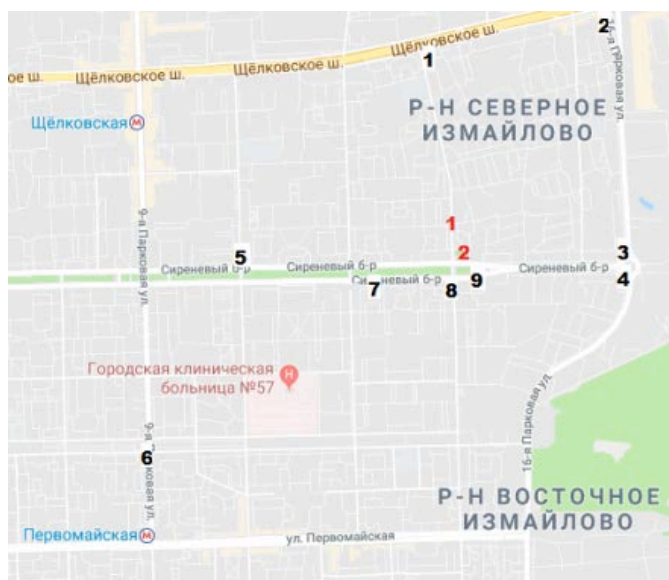 2
Щёлковское ш.
1
Щёлковское ш.
Щёлковское ш.
ое ш.
16-я Парковая ул.
Р-Н СЕВЕРНОЕ
ИЗМАЙЛОВО
Щёлковская
9-я Парковая ул.
1
5
2
3
Сиреневый б-р
Сиреневый б-р
Сиреневый б-р
7
Сиреневый б-р
8
9
4
Городская клиническая
больница №57
H
16-я Парковая ул.
9-я Парковая ул.
6
Р-Н ВОСТОЧНОЕ
ИЗМАЙЛОВО
Первомайская
ул. Первомайская